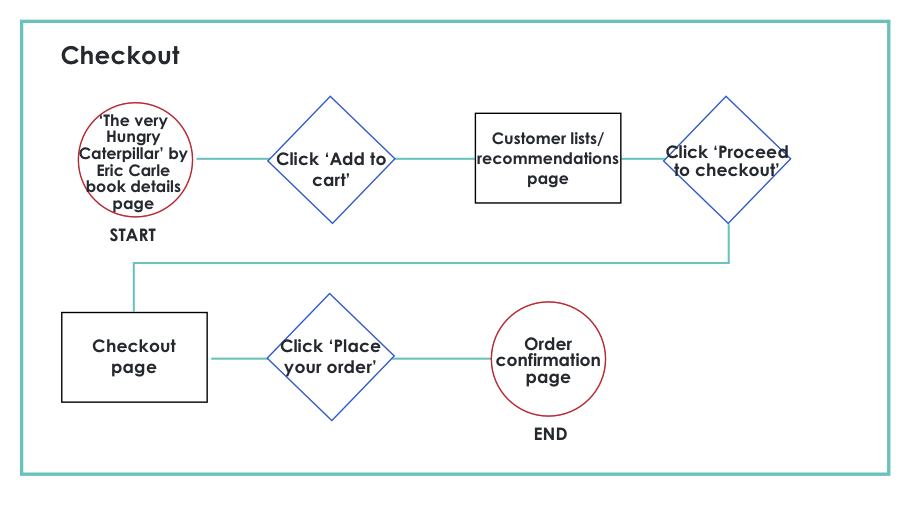 Checkout
‘The very
Hungry
Caterpillar’ by
Eric Carle
book details
page
START
Click ‘Add to
cart’
Customer lists/
recommendations
page
Click ‘Proceed
to checkout’
Checkout
page
Click ‘Place
your order’
Order
confirmation
page
END